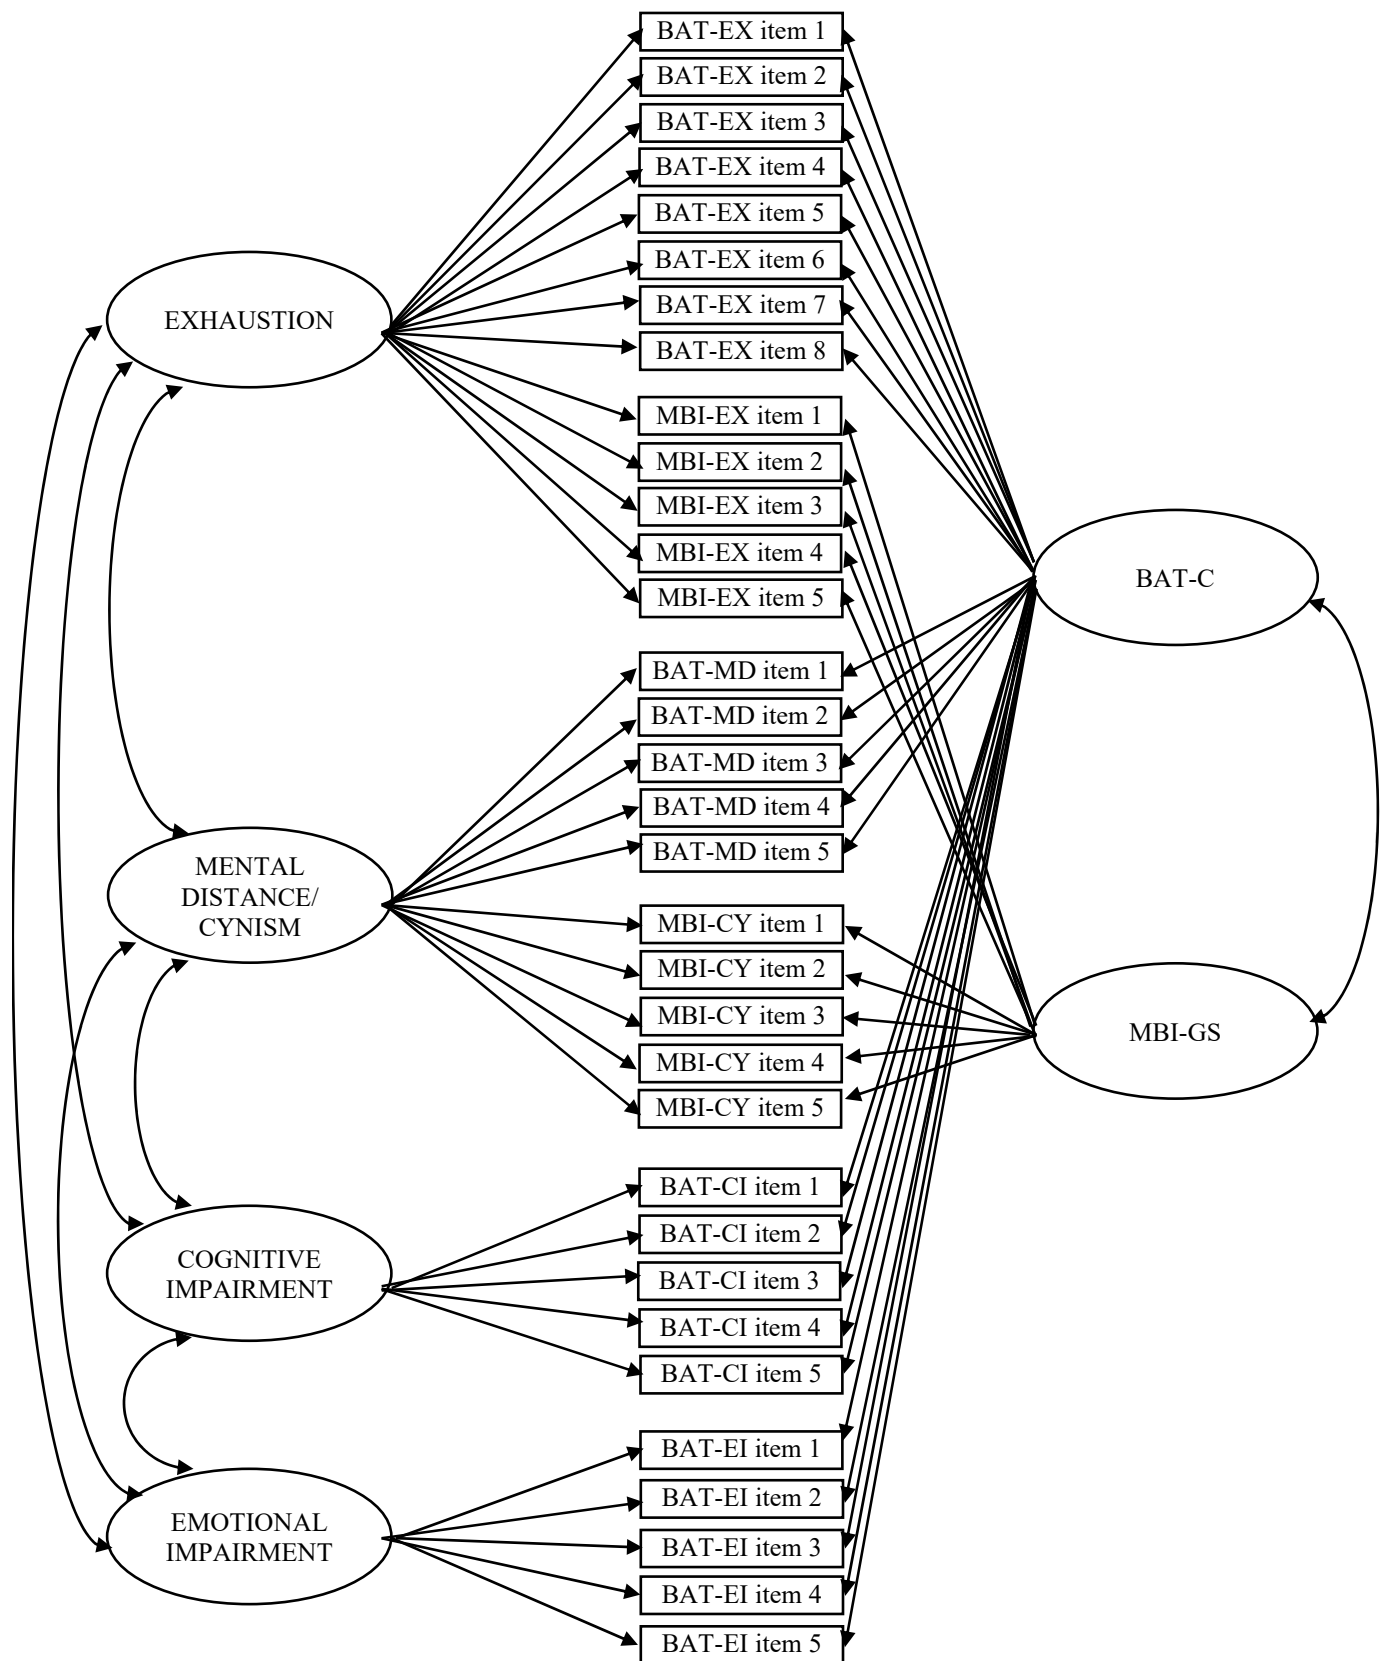 BAT-EX item 1
BAT-EX item 2
BAT-EX item 3
BAT-EX item 4
BAT-EX item 5
BAT-EX item 6
BAT-EX item 7
BAT-EX item 8
EXHAUSTION
MBI-EX item 1
MBI-EX item 2
MBI-EX item 3
MBI-EX item 4
MBI-EX item 5
BAT-C
BAT-MD item 1
BAT-MD item 2
BAT-MD item 3
BAT-MD item 4
BAT-MD item 5
MENTAL
DISTANCE/
CYNISM
MBI-CY item 1
MBI-CY item 2
MBI-CY item 3
MBI-CY item 4
MBI-CY item 5
MBI-GS
BAT-CI item 1
BAT-CI item 2
BAT-CI item 3
BAT-CI item 4
BAT-CI item 5
COGNITIVE
IMPAIRMENT
BAT-EI item 1
BAT-EI item 2
BAT-EI item 3
BAT-EI item 4
BAT-EI item 5
EMOTIONAL
IMPAIRMENT